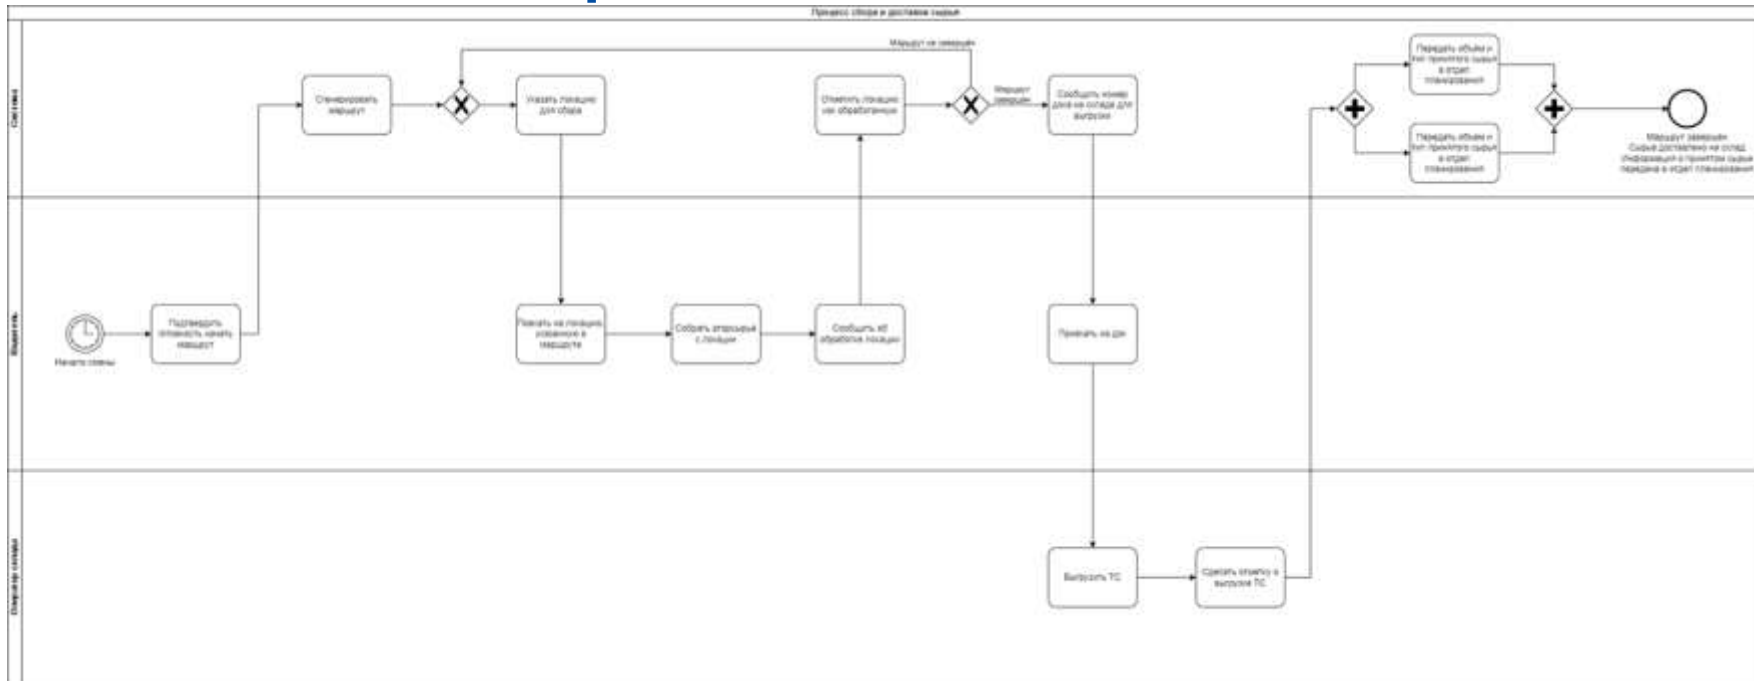 Процесс сбора и доставки сырья
Система
Водитель
Оператор склада
Начало смены
Подтвердить
готовность начать
маршрут
Сгенерировать
маршрут
Указать локацию
для сбора
Поехать на локацию,
указанную в
маршруте
Собрать вторсырье
с локации
Сообщить об
обработке локации
Отметить локацию
как обработанную
Маршрут не завершен
Маршрут
завершен
Сообщить номер
дока на складе для
выгрузки
Приехать на док
Выгрузить ТС
Сделать отметку о
выгрузке ТС
Передать объем и
тип принятого сырья
в отдел
планирования
Передать объем и
тип принятого сырья
в отдел
планирования
Маршрут завершен
Сырье доставлено на склад
Информация о принятом сырье
передана в отдел планирования